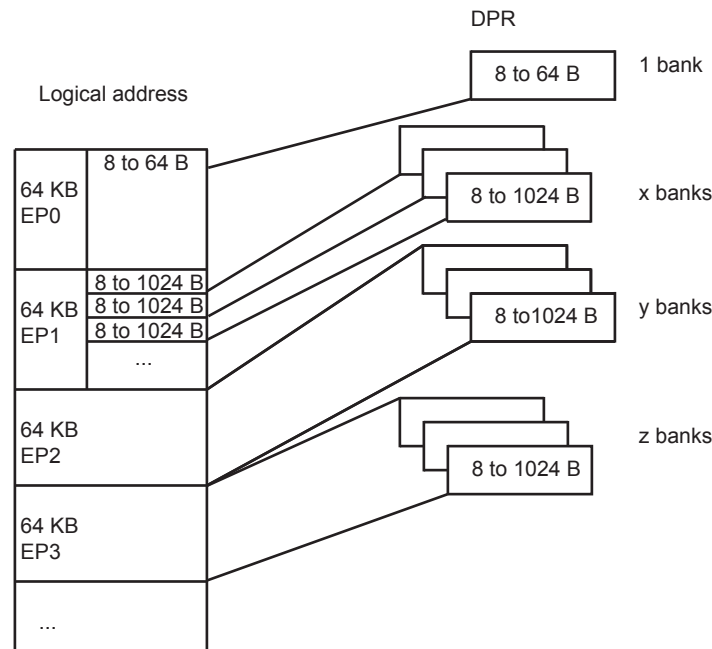 DPR
8 to 64 B
1 bank
Logical address
8 to 64 B
64 KB
EP0
8 to 1024 B
x banks
64 KB
EP1
8 to 1024 B
8 to 1024 B
8 to 1024 B
...
8 to1024 B
y banks
64 KB
EP2
8 to 1024 B
z banks
64 KB
EP3
...